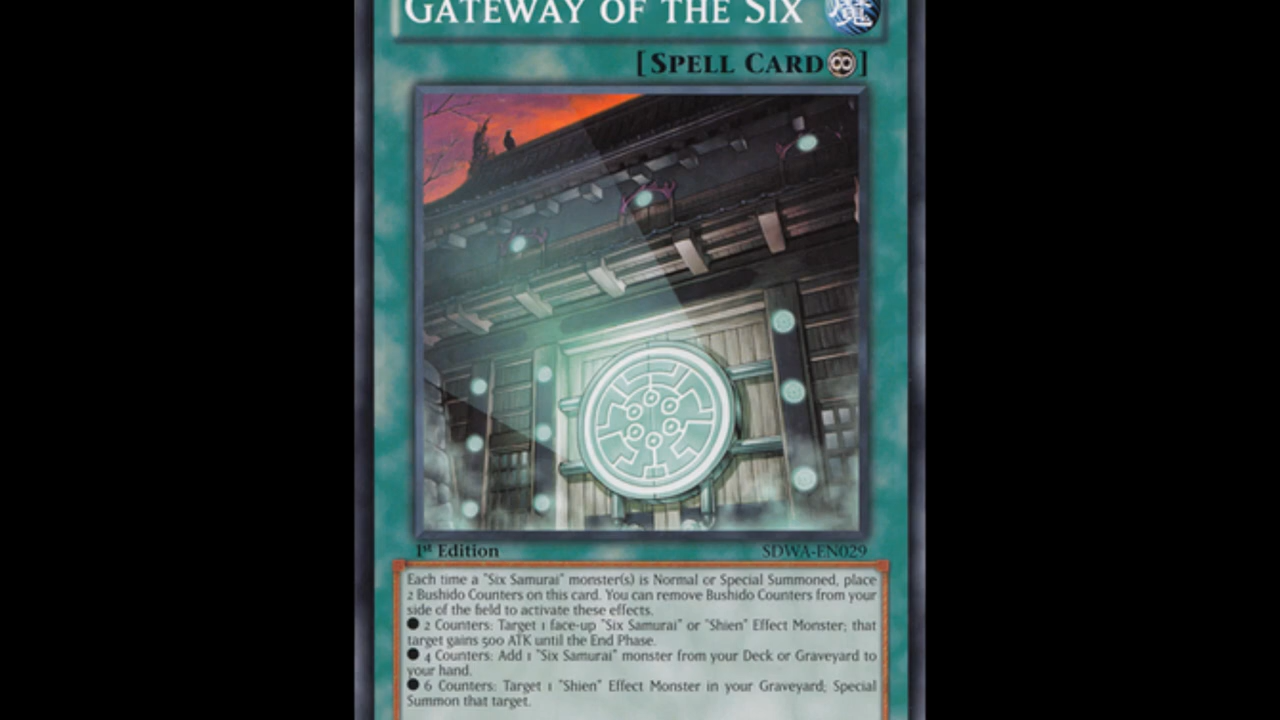 GATEWAY OF THE SIX 魔
[SPELL CARD∞]
1st Edition SDWA-EN029
Each time a "Six Samurai" monster(s) is Normal or Special Summoned, place
2 Bushido Counters on this card. You can remove Bushido Counters from your
side of the field to activate these effects.
● 2 Counters: Target 1 face-up "Six Samurai" or "Shien" Effect Monster; that
target gains 500 ATK until the End Phase.
● 4 Counters: Add 1 "Six Samurai" monster from your Deck or Graveyard to
your hand.
● 6 Counters: Target 1 "Shien" Effect Monster in your Graveyard; Special
Summon that target.